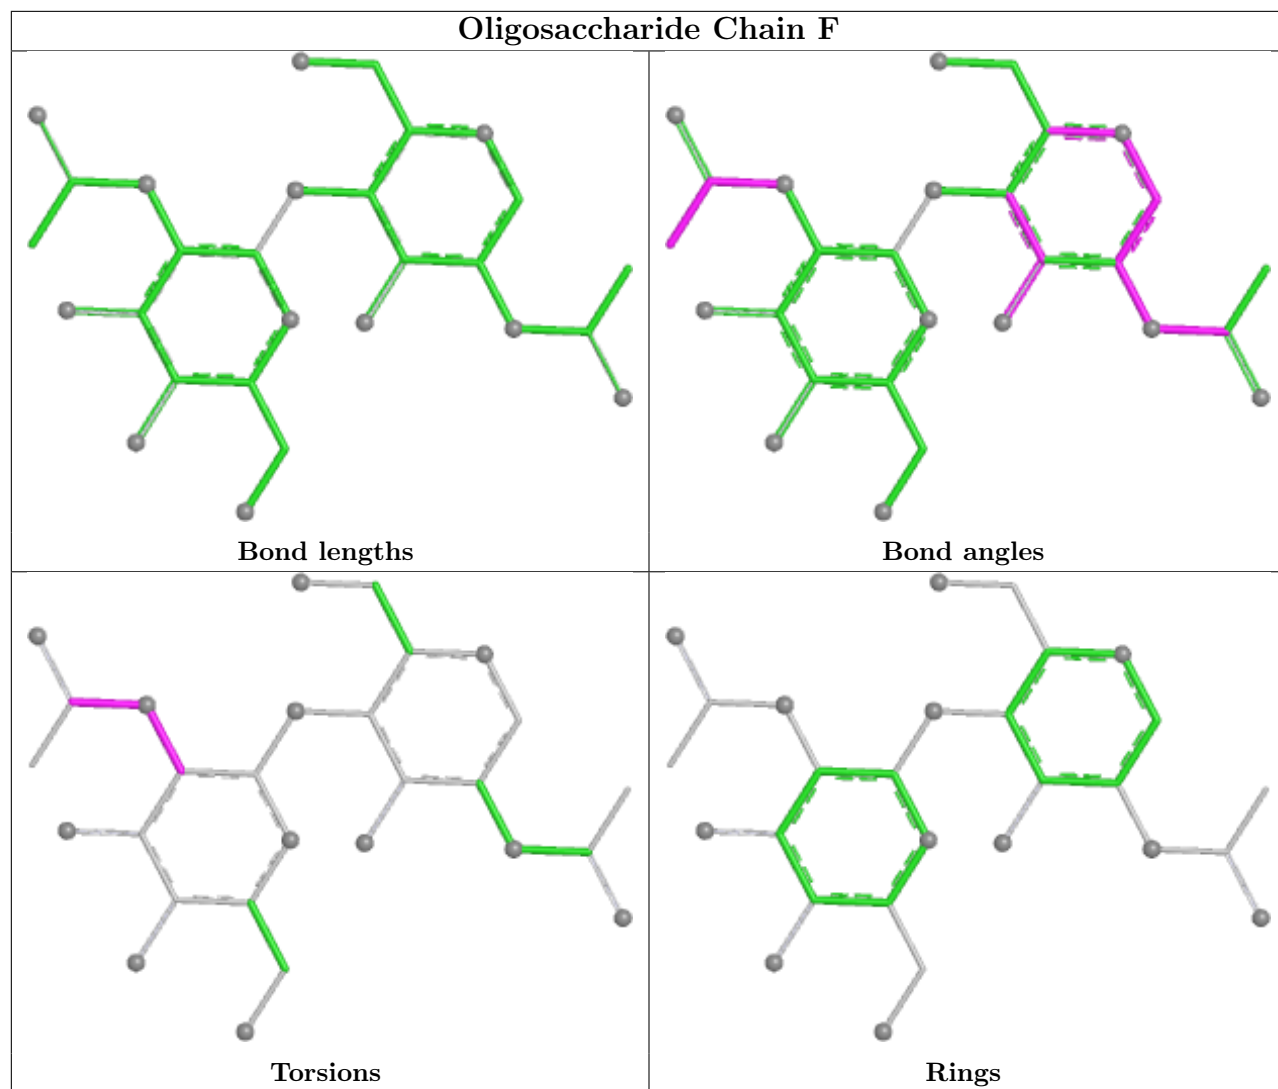 Oligosaccharide Chain F
Bond lengths
Bond angles
Torsions
Rings